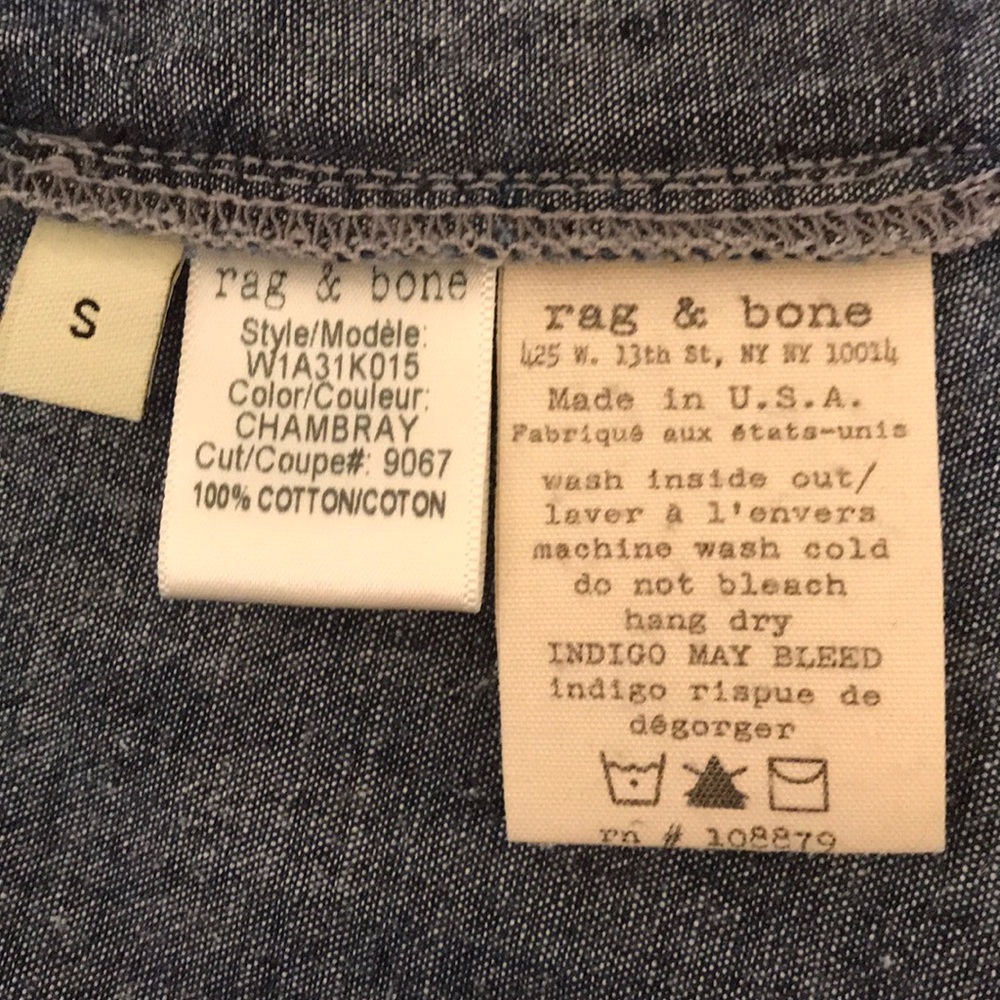 S
rag & bone
Style/Modèle:
W1A31K015
Color/Couleur:
CHAMBRAY
Cut/Coupe#: 9067
100% COTTON/COTON
rag & bone
425 W. 13th St, NY NY 10014
Made in U.S.A.
Fabriqué aux états-unis
wash inside out/
laver à l'envers
machine wash cold
do not bleach
hang dry
INDIGO MAY BLEED
indigo rispue de
dégorger
rn # 108879